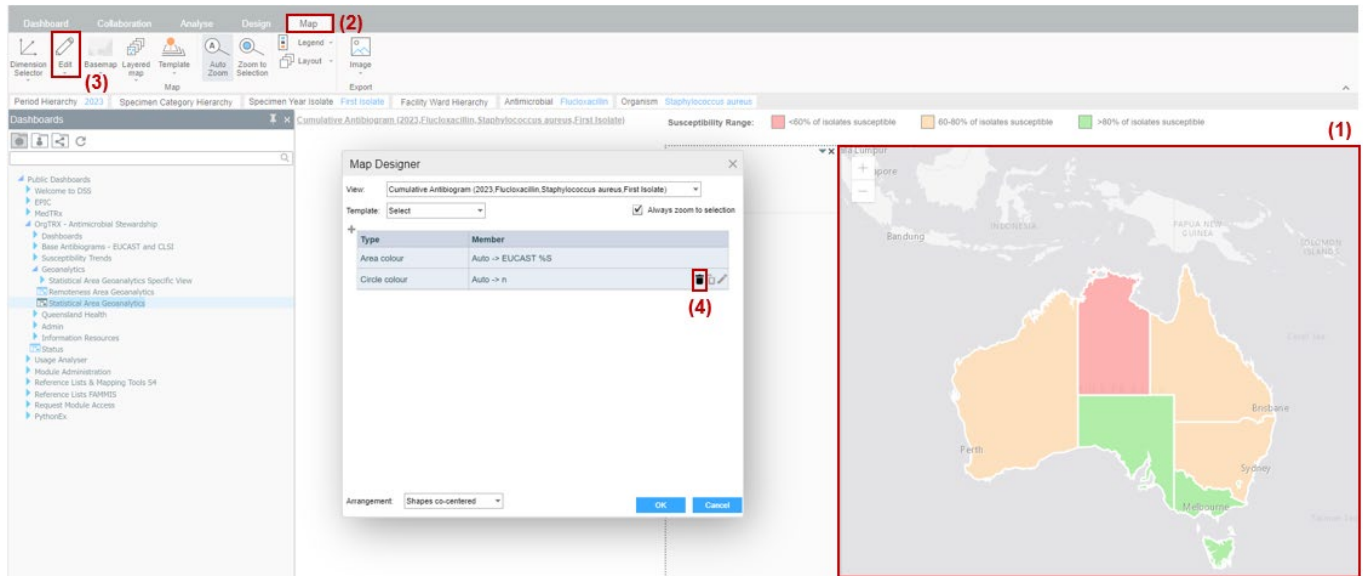 Dashboard Collaboration Analyse Design Map (2)
Dimension Selector Edit Basemap Layered map Template Auto Zoom Zoom to Selection Legend Layout Image
(3)
Map Export
Period Hierarchy 2023 Specimen Category Hierarchy Specimen Year Isolate First Isolate Facility Ward Hierarchy Antimicrobial Flucloxacillin Organism Staphylococcus aureus
Dashboards
Public Dashboards
Welcome to DSS
EPIC
MedTRx
OrgTRX - Antimicrobial Stewardship
Dashboards
Base Antibiograms - EUCAST and CLSI
Susceptibility Trends
Geoanalytics
Statistical Area Geoanalytics Specific View
Remoteness Area Geoanalytics
Statistical Area Geoanalytics
Queensland Health
Admin
Information Resources
Status
Usage Analyser
Module Administration
Reference Lists & Mapping Tools S4
Reference Lists FAMMIS
Request Module Access
PythonEx
Cumulative Antibiogram (2023,Flucloxacillin,Staphylococcus aureus,First Isolate)
Susceptibility Range: <60% of isolates susceptible 60-80% of isolates susceptible >80% of isolates susceptible
(1)
Map Designer
View: Cumulative Antibiogram (2023,Flucloxacillin,Staphylococcus aureus,First Isolate)
Template: Select Always zoom to selection
Type Member
Area colour Auto -> EUCAST %S
Circle colour Auto -> n
(4)
Arrangement: Shapes co-centered
OK Cancel
+
−
Bandung
INDONESIA
PAPUA NEW
GUINEA
SOLOMON
ISLANDS
Coral Sea
Brisbane
Perth
Sydney
Melbourne